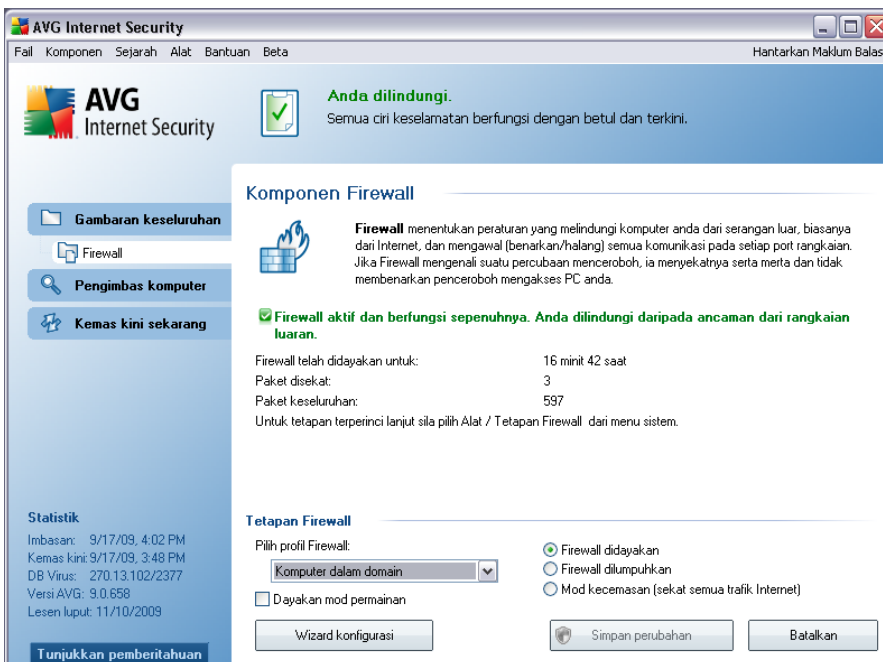 AVG Internet Security
Fail Komponen Sejarah Alat Bantuan Beta Hantarkan Maklum Balas
AVG
Internet Security
Anda dilindungi.
Semua ciri keselamatan berfungsi dengan betul dan terkini.
Gambaran keseluruhan
Firewall
Pengimbas komputer
Kemas kini sekarang
Komponen Firewall
Firewall menentukan peraturan yang melindungi komputer anda dari serangan luar, biasanya
dari Internet, dan mengawal (benarkan/halang) semua komunikasi pada setiap port rangkaian.
Jika Firewall mengenali suatu percubaan menceroboh, ia menyekatnya serta merta dan tidak
membenarkan penceroboh mengakses PC anda.
Firewall aktif dan berfungsi sepenuhnya. Anda dilindungi daripada ancaman dari rangkaian
luaran.
Firewall telah didayakan untuk: 16 minit 42 saat
Paket disekat: 3
Paket keseluruhan: 597
Untuk tetapan terperinci lanjut sila pilih Alat / Tetapan Firewall dari menu sistem.
Statistik
Imbasan: 9/17/09, 4:02 PM
Kemas kini: 9/17/09, 3:48 PM
DB Virus: 270.13.102/2377
Versi AVG: 9.0.658
Lesen luput: 11/10/2009
Tunjukkan pemberitahuan
Tetapan Firewall
Pilih profil Firewall:
Komputer dalam domain
Dayakan mod permainan
Firewall didayakan
Firewall dilumpuhkan
Mod kecemasan (sekat semua trafik Internet)
Wizard konfigurasi
Simpan perubahan
Batalkan